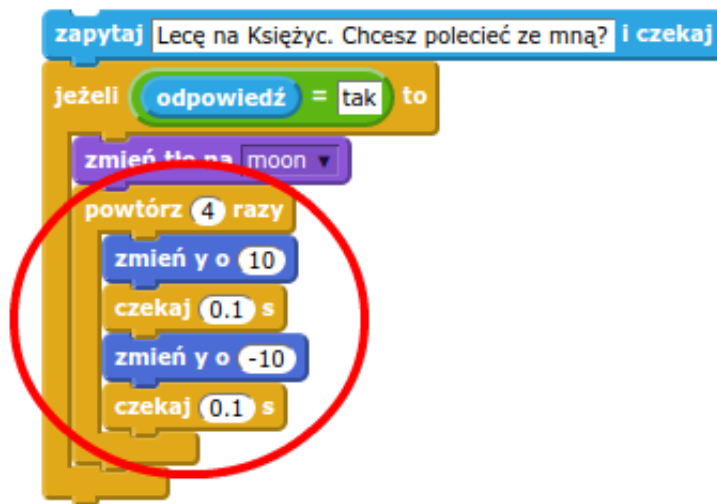 zapytaj Lecę na Księżyc. Chcesz polecieć ze mną? i czekaj
jeżeli odpowiedź = tak to
zmień tło na moon
powtórz 4 razy
zmień y o 10
czekaj 0.1 s
zmień y o -10
czekaj 0.1 s